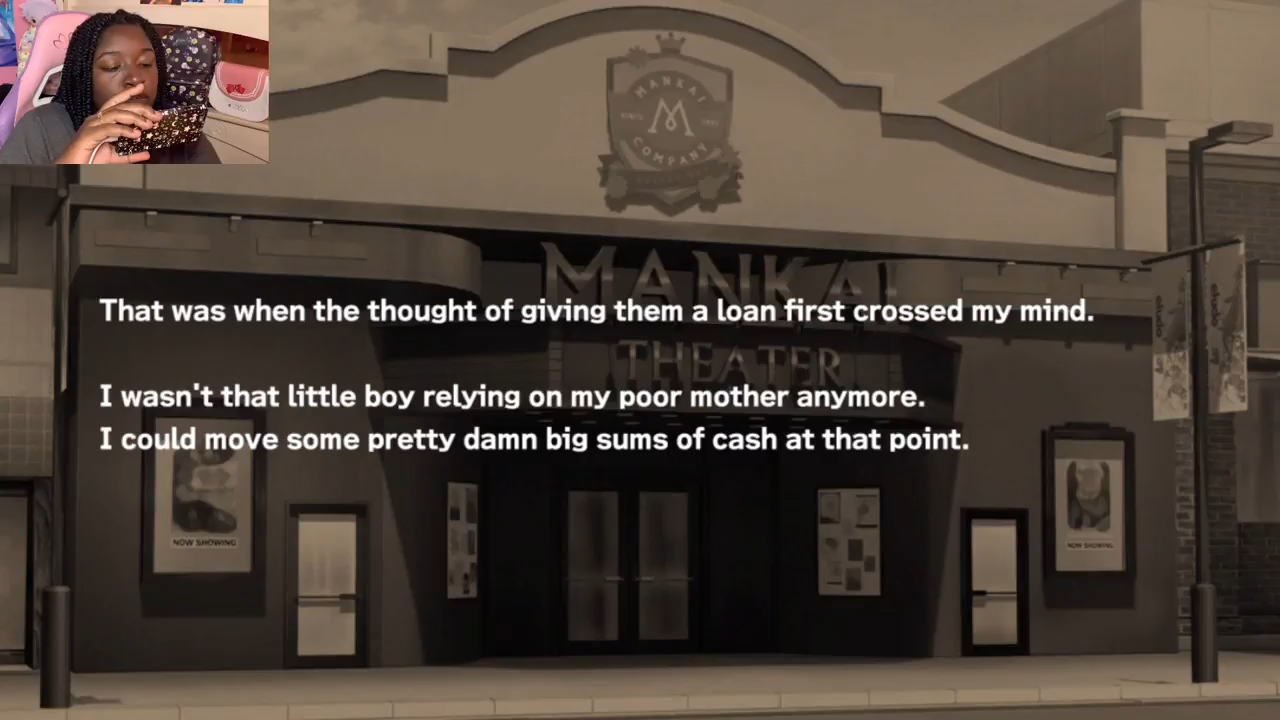 MANKAI
COMPANY
MANKAI
THEATER
That was when the thought of giving them a loan first crossed my mind.
I wasn't that little boy relying on my poor mother anymore.
I could move some pretty damn big sums of cash at that point.
NOW SHOWING
NOW SHOWING